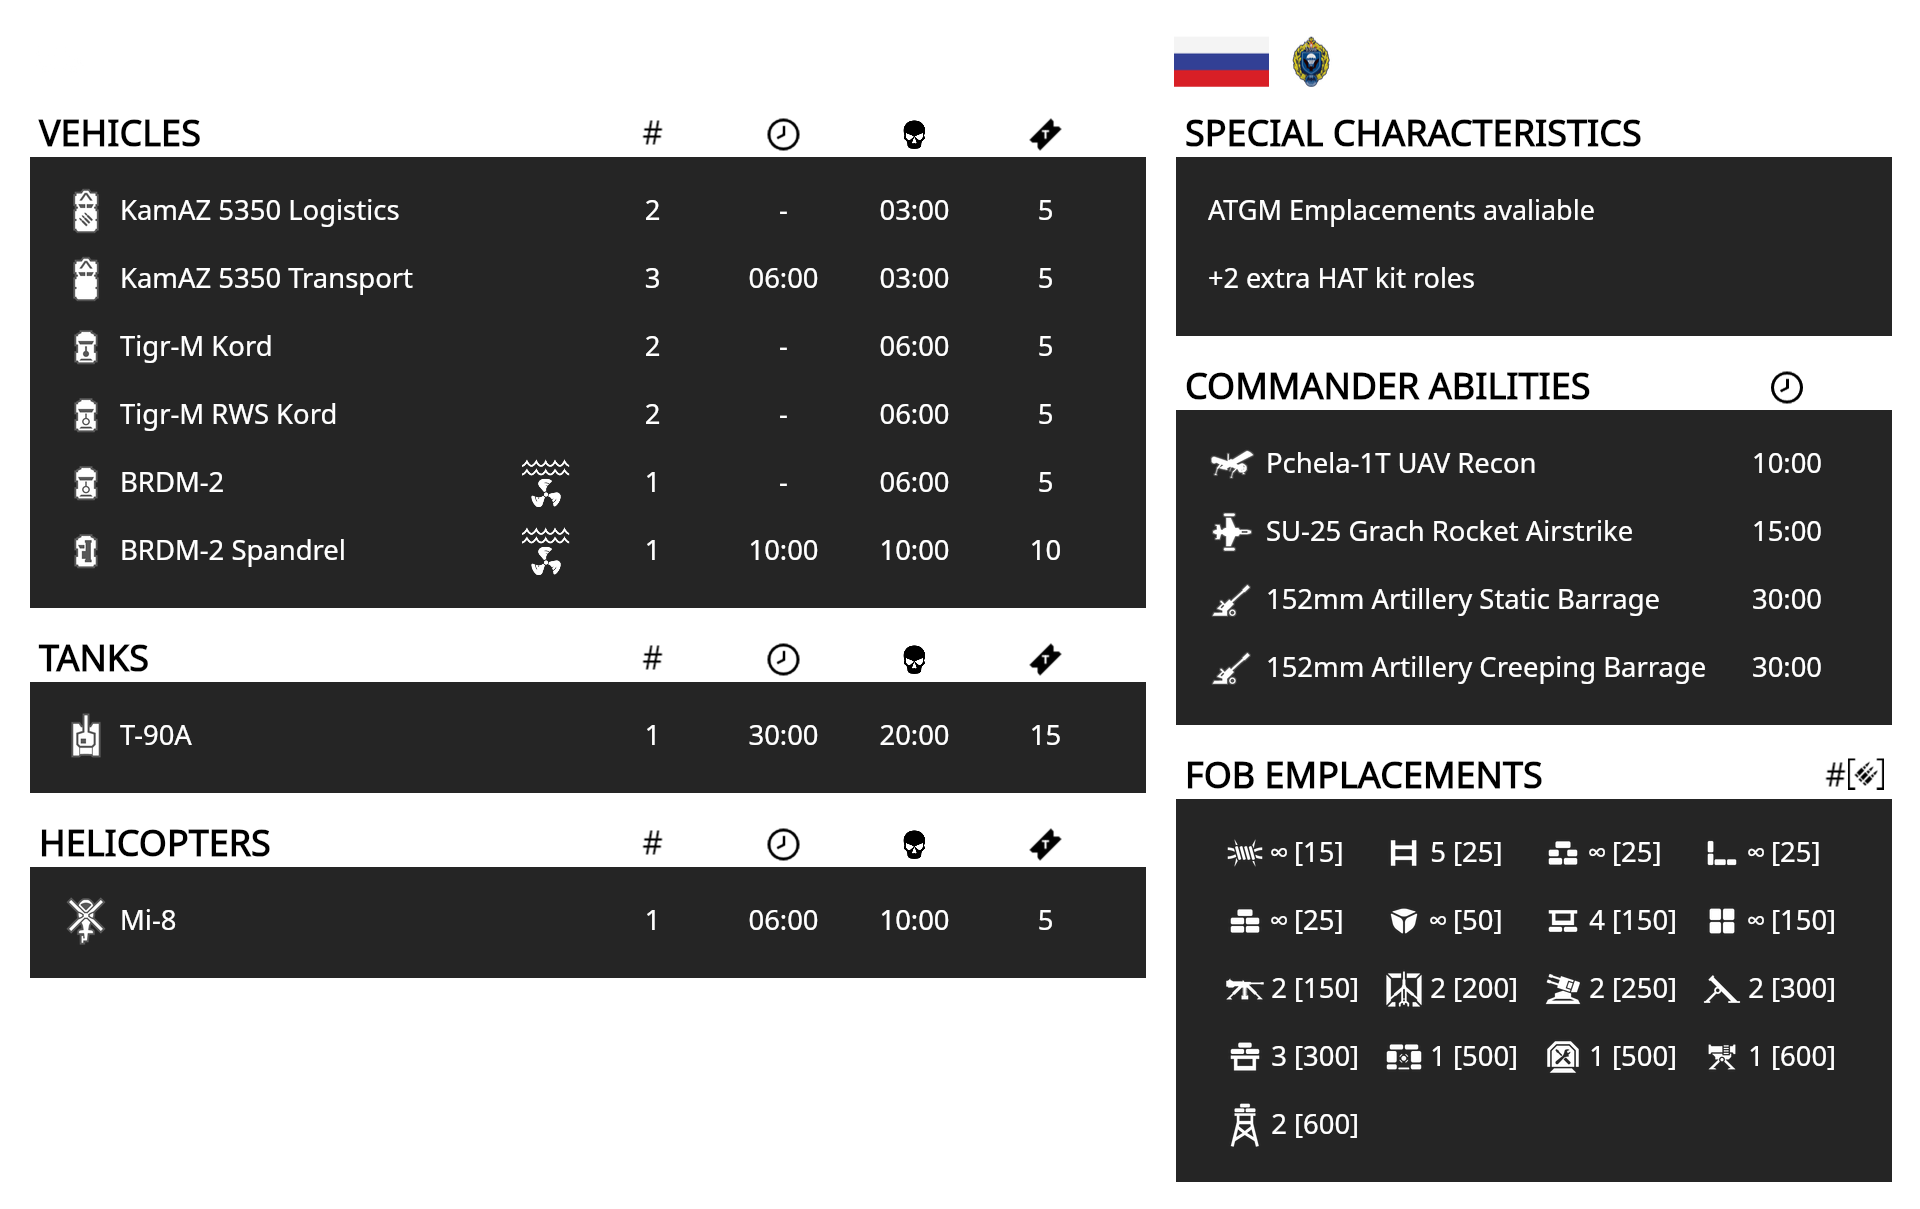 VEHICLES #
KamAZ 5350 Logistics 2 - 03:00 5
KamAZ 5350 Transport 3 06:00 03:00 5
Tigr-M Kord 2 - 06:00 5
Tigr-M RWS Kord 2 - 06:00 5
BRDM-2 1 - 06:00 5
BRDM-2 Spandrel 1 10:00 10:00 10
TANKS #
T-90A 1 30:00 20:00 15
HELICOPTERS #
Mi-8 1 06:00 10:00 5
SPECIAL CHARACTERISTICS
ATGM Emplacements avaliable
+2 extra HAT kit roles
COMMANDER ABILITIES
Pchela-1T UAV Recon 10:00
SU-25 Grach Rocket Airstrike 15:00
152mm Artillery Static Barrage 30:00
152mm Artillery Creeping Barrage 30:00
FOB EMPLACEMENTS #[]
∞ [15] 5 [25] ∞ [25] ∞ [25]
∞ [25] ∞ [50] 4 [150] ∞ [150]
2 [150] 2 [200] 2 [250] 2 [300]
3 [300] 1 [500] 1 [500] 1 [600]
2 [600]